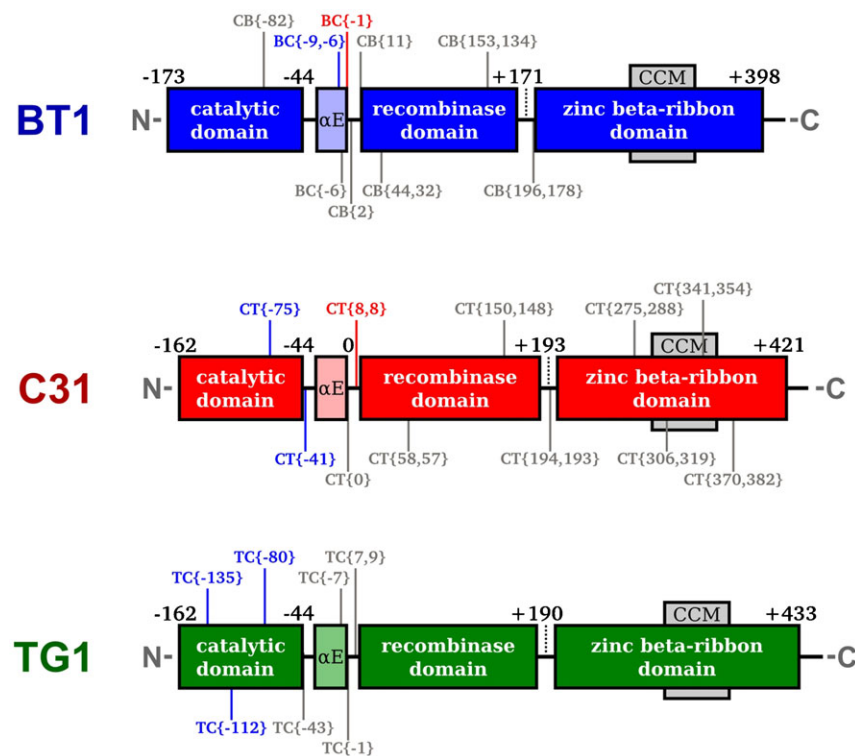 CB{-82}
BC{-1}
BC{-9,-6}
CB{11}
CB{153,134}
-173
-44
+171
CCM
+398
BT1
N-
catalytic
domain
αE
recombinase
domain
zinc beta-ribbon
domain
-C
BC{-6}
CB{2}
CB{44,32}
CB{196,178}
CT{341,354}
CT{-75}
CT{8,8}
CT{150,148}
CT{275,288}
-162
-44
0
+193
CCM
+421
C31
N-
catalytic
domain
αE
recombinase
domain
zinc beta-ribbon
domain
-C
CT{-41}
CT{0}
CT{58,57}
CT{194,193}
CT{306,319}
CT{370,382}
TC{-80}
TC{7,9}
TC{-135}
TC{-7}
-162
-44
+190
CCM
+433
TG1
N-
catalytic
domain
αE
recombinase
domain
zinc beta-ribbon
domain
-C
TC{-112}
TC{-43}
TC{-1}